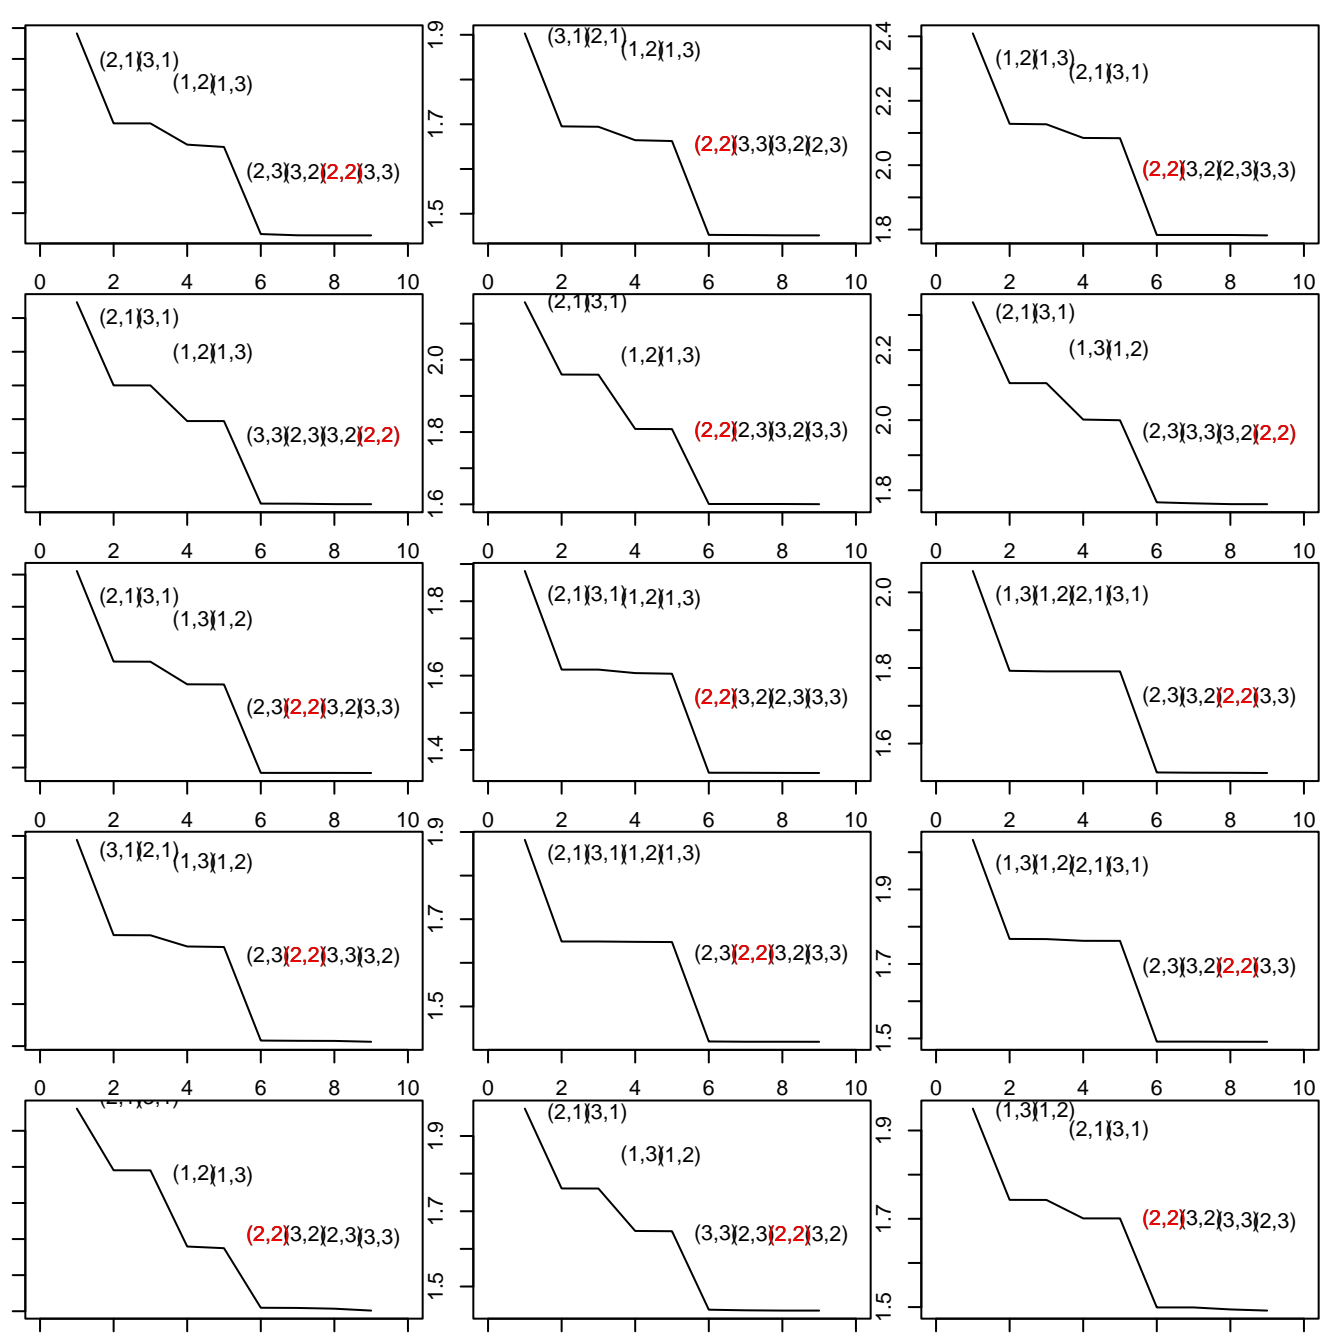 1.9 2.4
(2,1)(3,1) (3,1)(2,1) (1,2)(1,3) (1,2)(1,3) (2,1)(3,1)
(1,2)(1,3)
2.2
1.7
(2,3)(3,2)(2,2)(3,3) (2,2)(3,3)(3,2)(2,3) 2.0 (2,2)(3,2)(2,3)(3,3)
1.5 1.8
0 2 4 6 8 10 0 2 4 6 8 10 0 2 4 6 8 10
(2,1)(3,1) (2,1)(3,1) (2,1)(3,1)
(1,2)(1,3) 2.0 (1,2)(1,3) 2.2 (1,3)(1,2)
(3,3)(2,3)(3,2)(2,2) 1.8 (2,2)(2,3)(3,2)(3,3) 2.0 (2,3)(3,3)(3,2)(2,2)
1.6 1.8
0 2 4 6 8 10 0 2 4 6 8 10 0 2 4 6 8 10
(2,1)(3,1) 1.8 (2,1)(3,1)(1,2)(1,3) 2.0 (1,3)(1,2)(2,1)(3,1)
(1,3)(1,2)
1.6 1.8
(2,3)(2,2)(3,2)(3,3) (2,2)(3,2)(2,3)(3,3) (2,3)(3,2)(2,2)(3,3)
1.4 1.6
0 2 4 6 8 10 0 2 4 6 8 10 0 2 4 6 8 10
1.9
(3,1)(2,1)(1,3)(1,2) (2,1)(3,1)(1,2)(1,3) 1.9 (1,3)(1,2)(2,1)(3,1)
1.7
(2,3)(2,2)(3,3)(3,2) (2,3)(2,2)(3,2)(3,3) 1.7 (2,3)(3,2)(2,2)(3,3)
1.5 1.5
0 2 4 6 8 10 0 2 4 6 8 10 0 2 4 6 8 10
(2,1)(3,1) 1.9 (2,1)(3,1) 1.9 (1,3)(1,2)(2,1)(3,1)
(1,2)(1,3) (1,3)(1,2)
1.7 1.7
(2,2)(3,2)(2,3)(3,3) (3,3)(2,3)(2,2)(3,2) (2,2)(3,2)(3,3)(2,3)
1.5 1.5